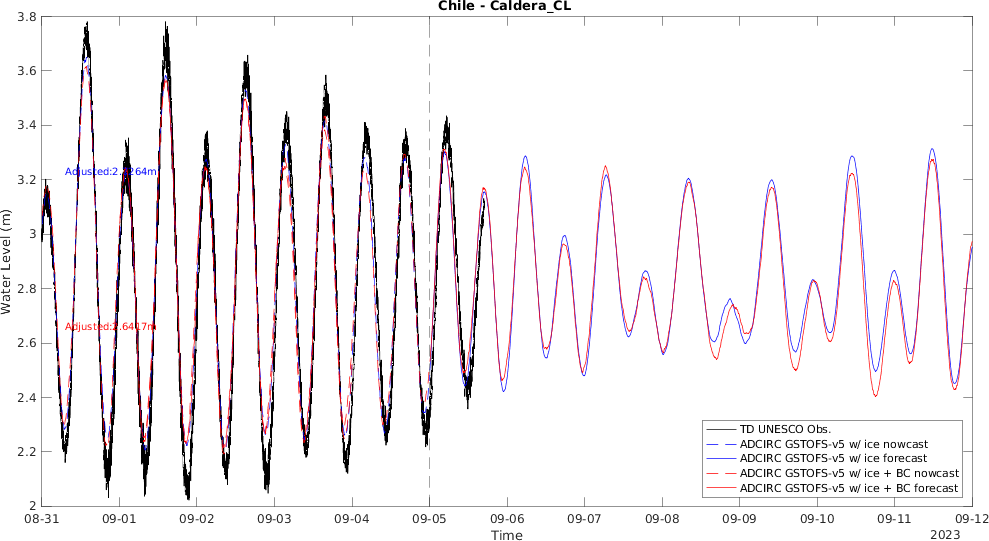 Chile - Caldera_CL
Water Level (m)
3.8
3.6
3.4
3.2
3
2.8
2.6
2.4
2.2
2
TD UNESCO Obs.
ADCIRC GSTOFS-v5 w/ ice nowcast
ADCIRC GSTOFS-v5 w/ ice forecast
ADCIRC GSTOFS-v5 w/ ice + BC nowcast
ADCIRC GSTOFS-v5 w/ ice + BC forecast
08-31 09-01 09-02 09-03 09-04 09-05 09-06 09-07 09-08 09-09 09-10 09-11 09-12
Time
2023